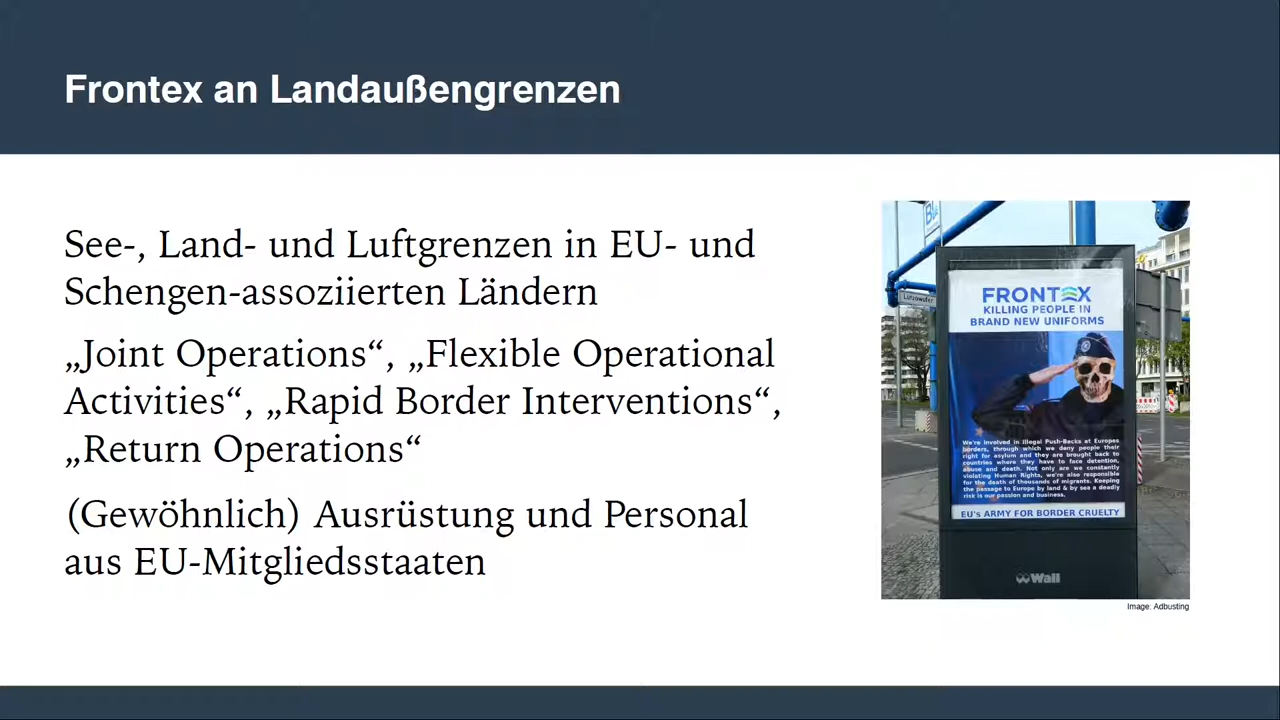 Frontex an Landaußengrenzen
See-, Land- und Luftgrenzen in EU- und
Schengen-assoziierten Ländern
„Joint Operations“, „Flexible Operational
Activities“, „Rapid Border Interventions“,
„Return Operations“
(Gewöhnlich) Ausrüstung und Personal
aus EU-Mitgliedsstaaten
Lützowufer
FRONTEX
KILLING PEOPLE IN
BRAND NEW UNIFORMS
We're involved in illegal Push-Backs at Europes
borders, through which we deny people their
right for asylum and they are brought back to
countries where they have to face detention,
abuse and death. Not only are we constantly
violating Human Rights, we're also responsible
for the death of thousands of migrants. Keeping
the passage to Europe by land & by sea a deadly
risk is our passion and business.
EU's ARMY FOR BORDER CRUELTY
Wall
Image: Adbusting